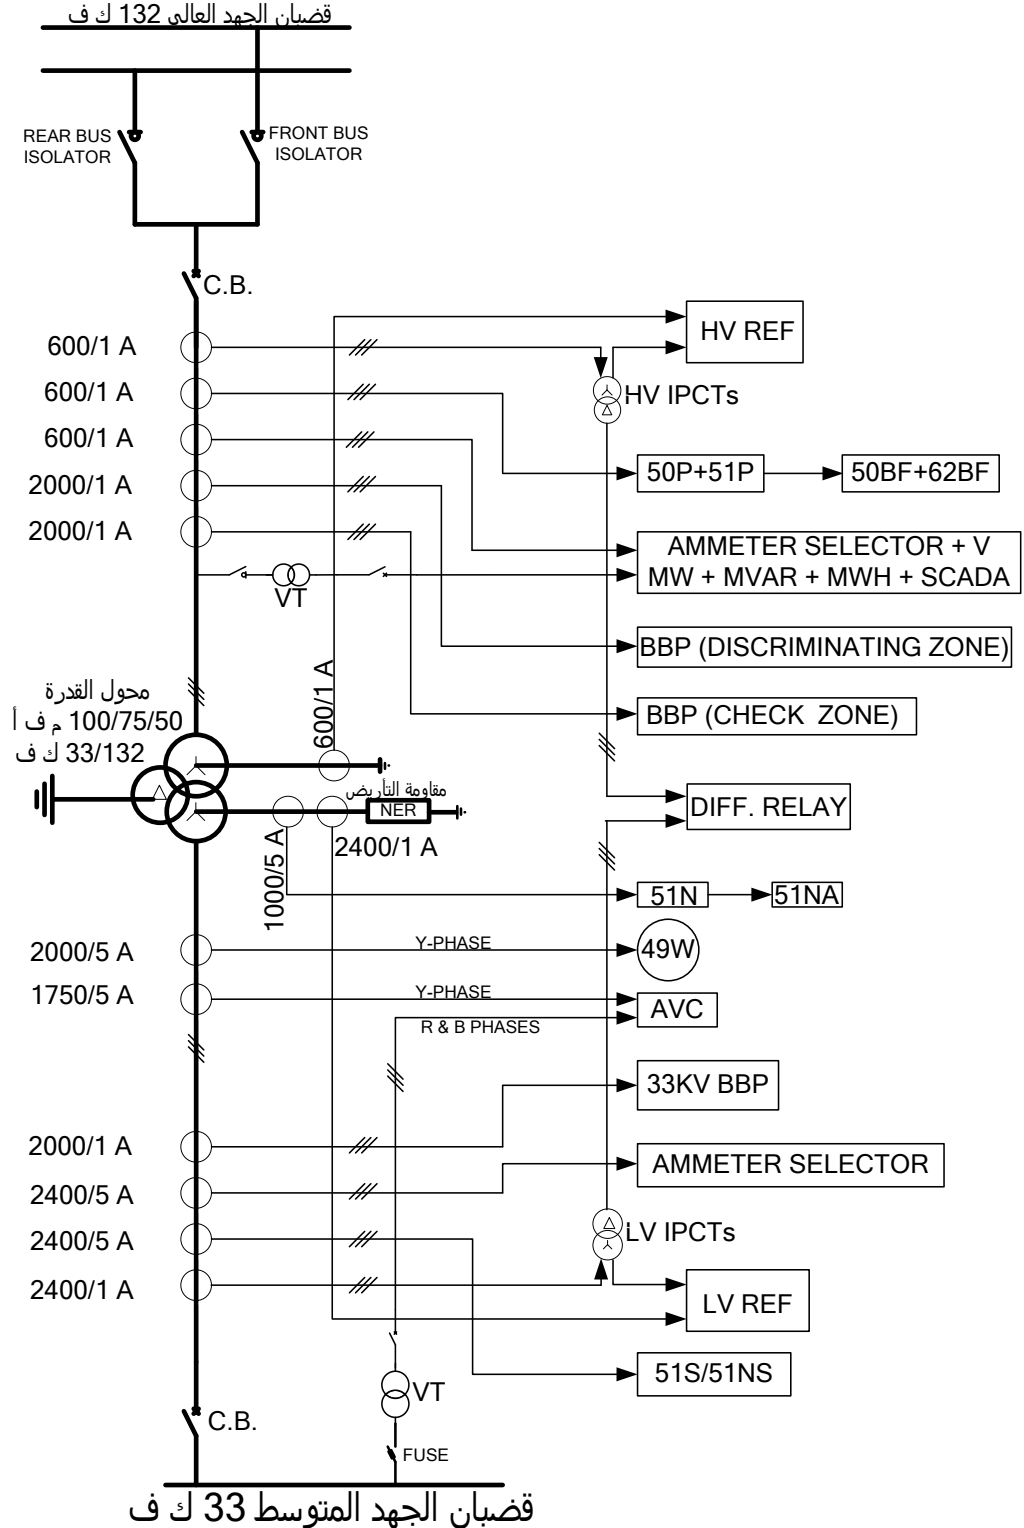 قضبان الجهد العالي 132 ك ف
REAR BUS
ISOLATOR
FRONT BUS
ISOLATOR
C.B.
600/1 A
HV REF
600/1 A
HV IPCTs
600/1 A
50P+51P
50BF+62BF
2000/1 A
2000/1 A
AMMETER SELECTOR + V
MW + MVAR + MWH + SCADA
VT
BBP (DISCRIMINATING ZONE)
600/1 A
BBP (CHECK ZONE)
محول القدرة
100/75/50 م ف أ
33/132 ك ف
مقاومة التأريض
NER
DIFF. RELAY
2400/1 A
1000/5 A
51N
51NA
2000/5 A
Y-PHASE
49W
1750/5 A
Y-PHASE
AVC
R & B PHASES
33KV BBP
2000/1 A
AMMETER SELECTOR
2400/5 A
2400/5 A
LV IPCTs
2400/1 A
LV REF
51S/51NS
VT
C.B.
FUSE
قضبان الجهد المتوسط 33 ك ف